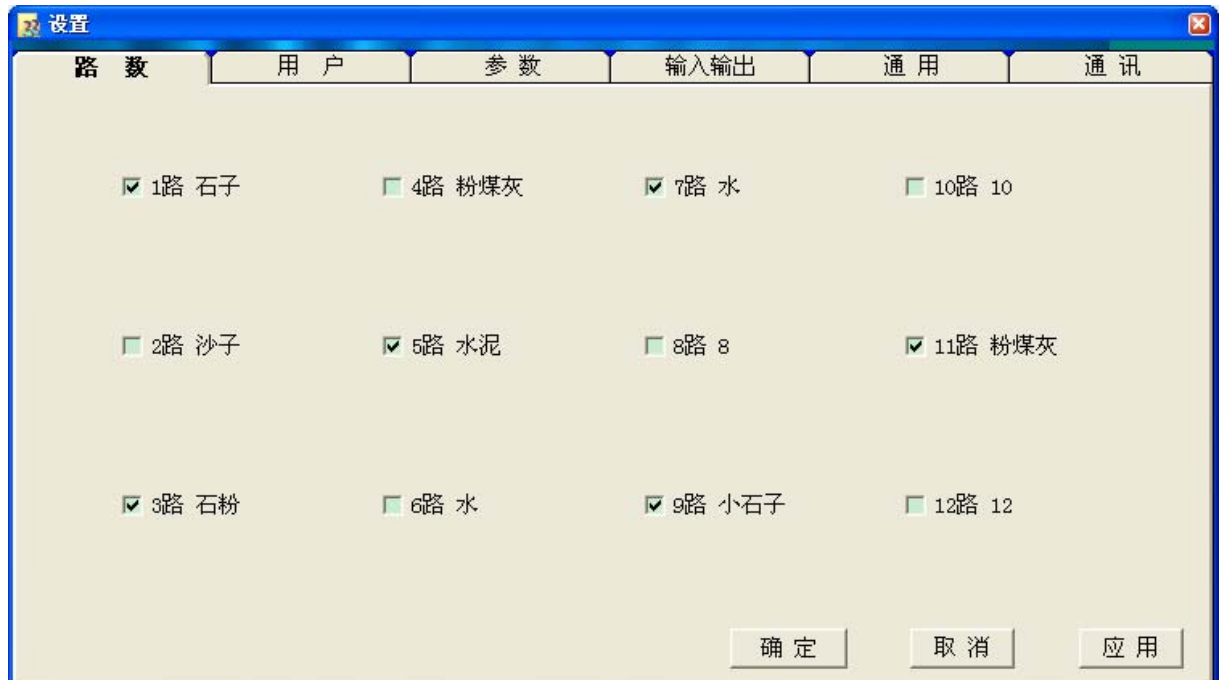 设置
路 数 用 户 参 数 输入输出 通 用 通 讯
1路 石子 4路 粉煤灰 7路 水 10路 10
2路 沙子 5路 水泥 8路 8 11路 粉煤灰
3路 石粉 6路 水 9路 小石子 12路 12
确 定 取 消 应 用